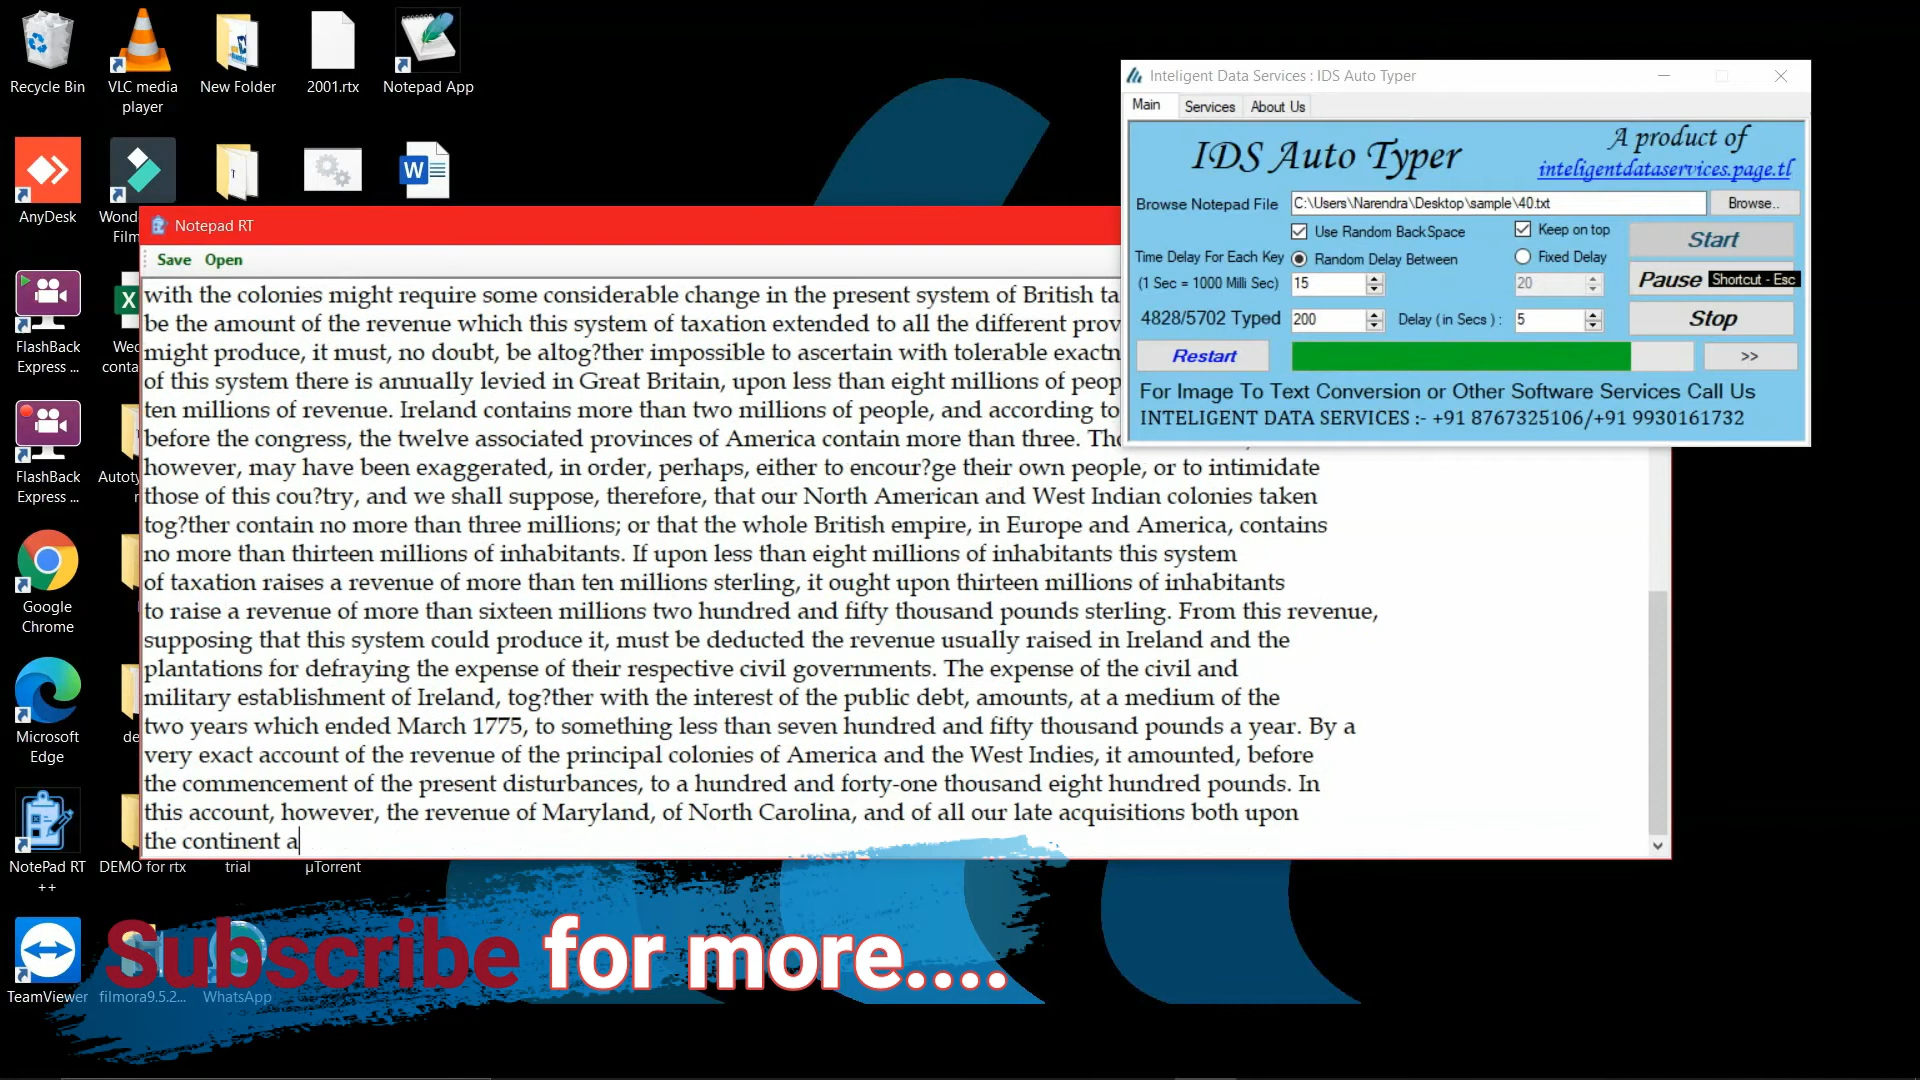 Recycle Bin
VLC media player
New Folder
2001.rtx
Notepad App
AnyDesk
Wond
Film
FlashBack Express ...
Wed
conta
FlashBack Express ...
Autoty
Google Chrome
Microsoft Edge
de
NotePad RT ++
DEMO for rtx
trial
µTorrent
TeamViewer
filmora9.5.2...
WhatsApp
Notepad RT
Save Open
with the colonies might require some considerable change in the present system of British ta
be the amount of the revenue which this system of taxation extended to all the different prov
might produce, it must, no doubt, be altog?ther impossible to ascertain with tolerable exactn
of this system there is annually levied in Great Britain, upon less than eight millions of peop
ten millions of revenue. Ireland contains more than two millions of people, and according to
before the congress, the twelve associated provinces of America contain more than three. Tho
however, may have been exaggerated, in order, perhaps, either to encour?ge their own people, or to intimidate
those of this cou?try, and we shall suppose, therefore, that our North American and West Indian colonies taken
tog?ther contain no more than three millions; or that the whole British empire, in Europe and America, contains
no more than thirteen millions of inhabitants. If upon less than eight millions of inhabitants this system
of taxation raises a revenue of more than ten millions sterling, it ought upon thirteen millions of inhabitants
to raise a revenue of more than sixteen millions two hundred and fifty thousand pounds sterling. From this revenue,
supposing that this system could produce it, must be deducted the revenue usually raised in Ireland and the
plantations for defraying the expense of their respective civil governments. The expense of the civil and
military establishment of Ireland, tog?ther with the interest of the public debt, amounts, at a medium of the
two years which ended March 1775, to something less than seven hundred and fifty thousand pounds a year. By a
very exact account of the revenue of the principal colonies of America and the West Indies, it amounted, before
the commencement of the present disturbances, to a hundred and forty-one thousand eight hundred pounds. In
this account, however, the revenue of Maryland, of North Carolina, and of all our late acquisitions both upon
the continent a
Inteligent Data Services : IDS Auto Typer
Main Services About Us
IDS Auto Typer
A product of
inteligentdataservices.page.tl
Browse Notepad File C:\Users\Narendra\Desktop\sample\40.txt Browse..
Use Random BackSpace Keep on top Start
Time Delay For Each Key Random Delay Between Fixed Delay
(1 Sec = 1000 Milli Sec) 15 20 Pause Shortcut - Esc
4828/5702 Typed 200 Delay (in Secs) : 5 Stop
Restart >>
For Image To Text Conversion or Other Software Services Call Us
INTELIGENT DATA SERVICES :- +91 8767325106/+91 9930161732
Subscribe for more....